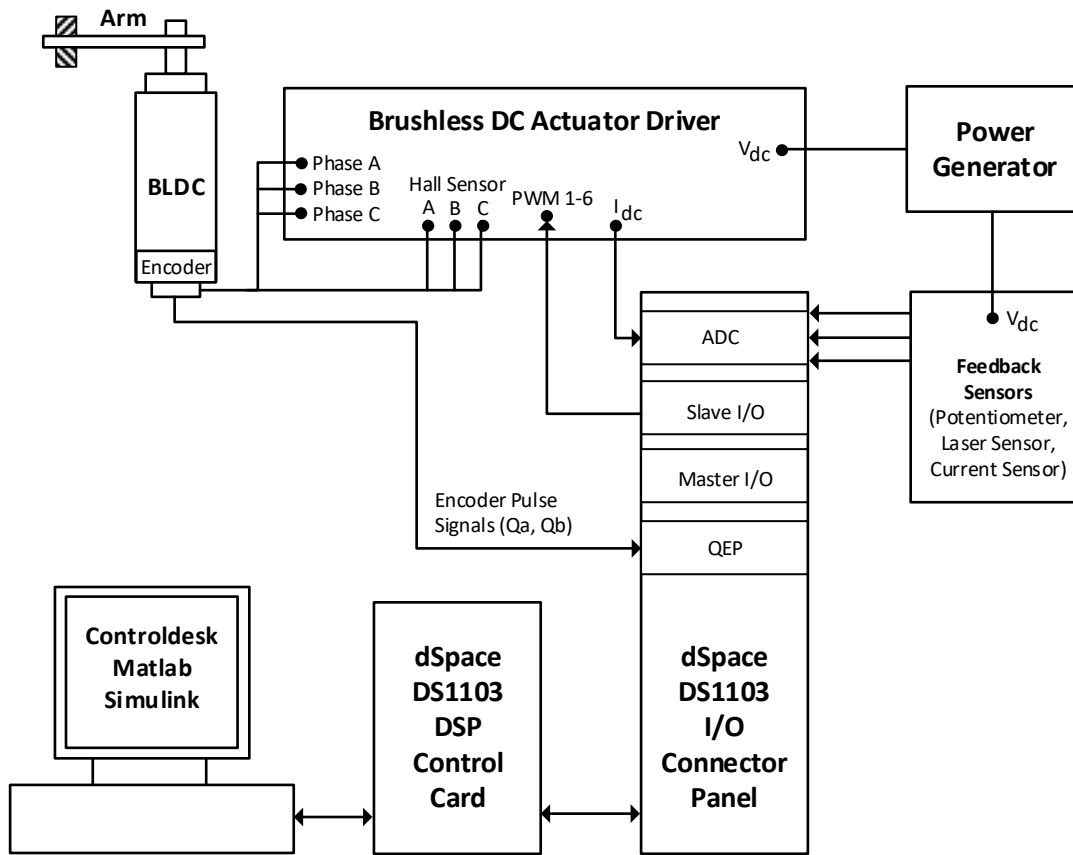 Arm
BLDC
Encoder
Brushless DC Actuator Driver
Phase A
Phase B
Phase C
Hall Sensor
A B C
PWM 1-6
Idc
Vdc
Power
Generator
Vdc
Feedback
Sensors
(Potentiometer,
Laser Sensor,
Current Sensor)
ADC
Slave I/O
Master I/O
QEP
Encoder Pulse
Signals (Qa, Qb)
Controldesk
Matlab
Simulink
dSpace
DS1103
DSP
Control
Card
dSpace
DS1103
I/O
Connector
Panel